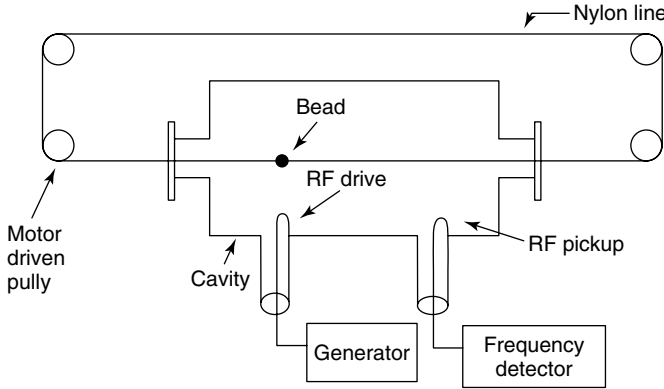 Nylon line
Bead
RF drive
Motor
driven
pully
Cavity
RF pickup
Generator
Frequency
detector